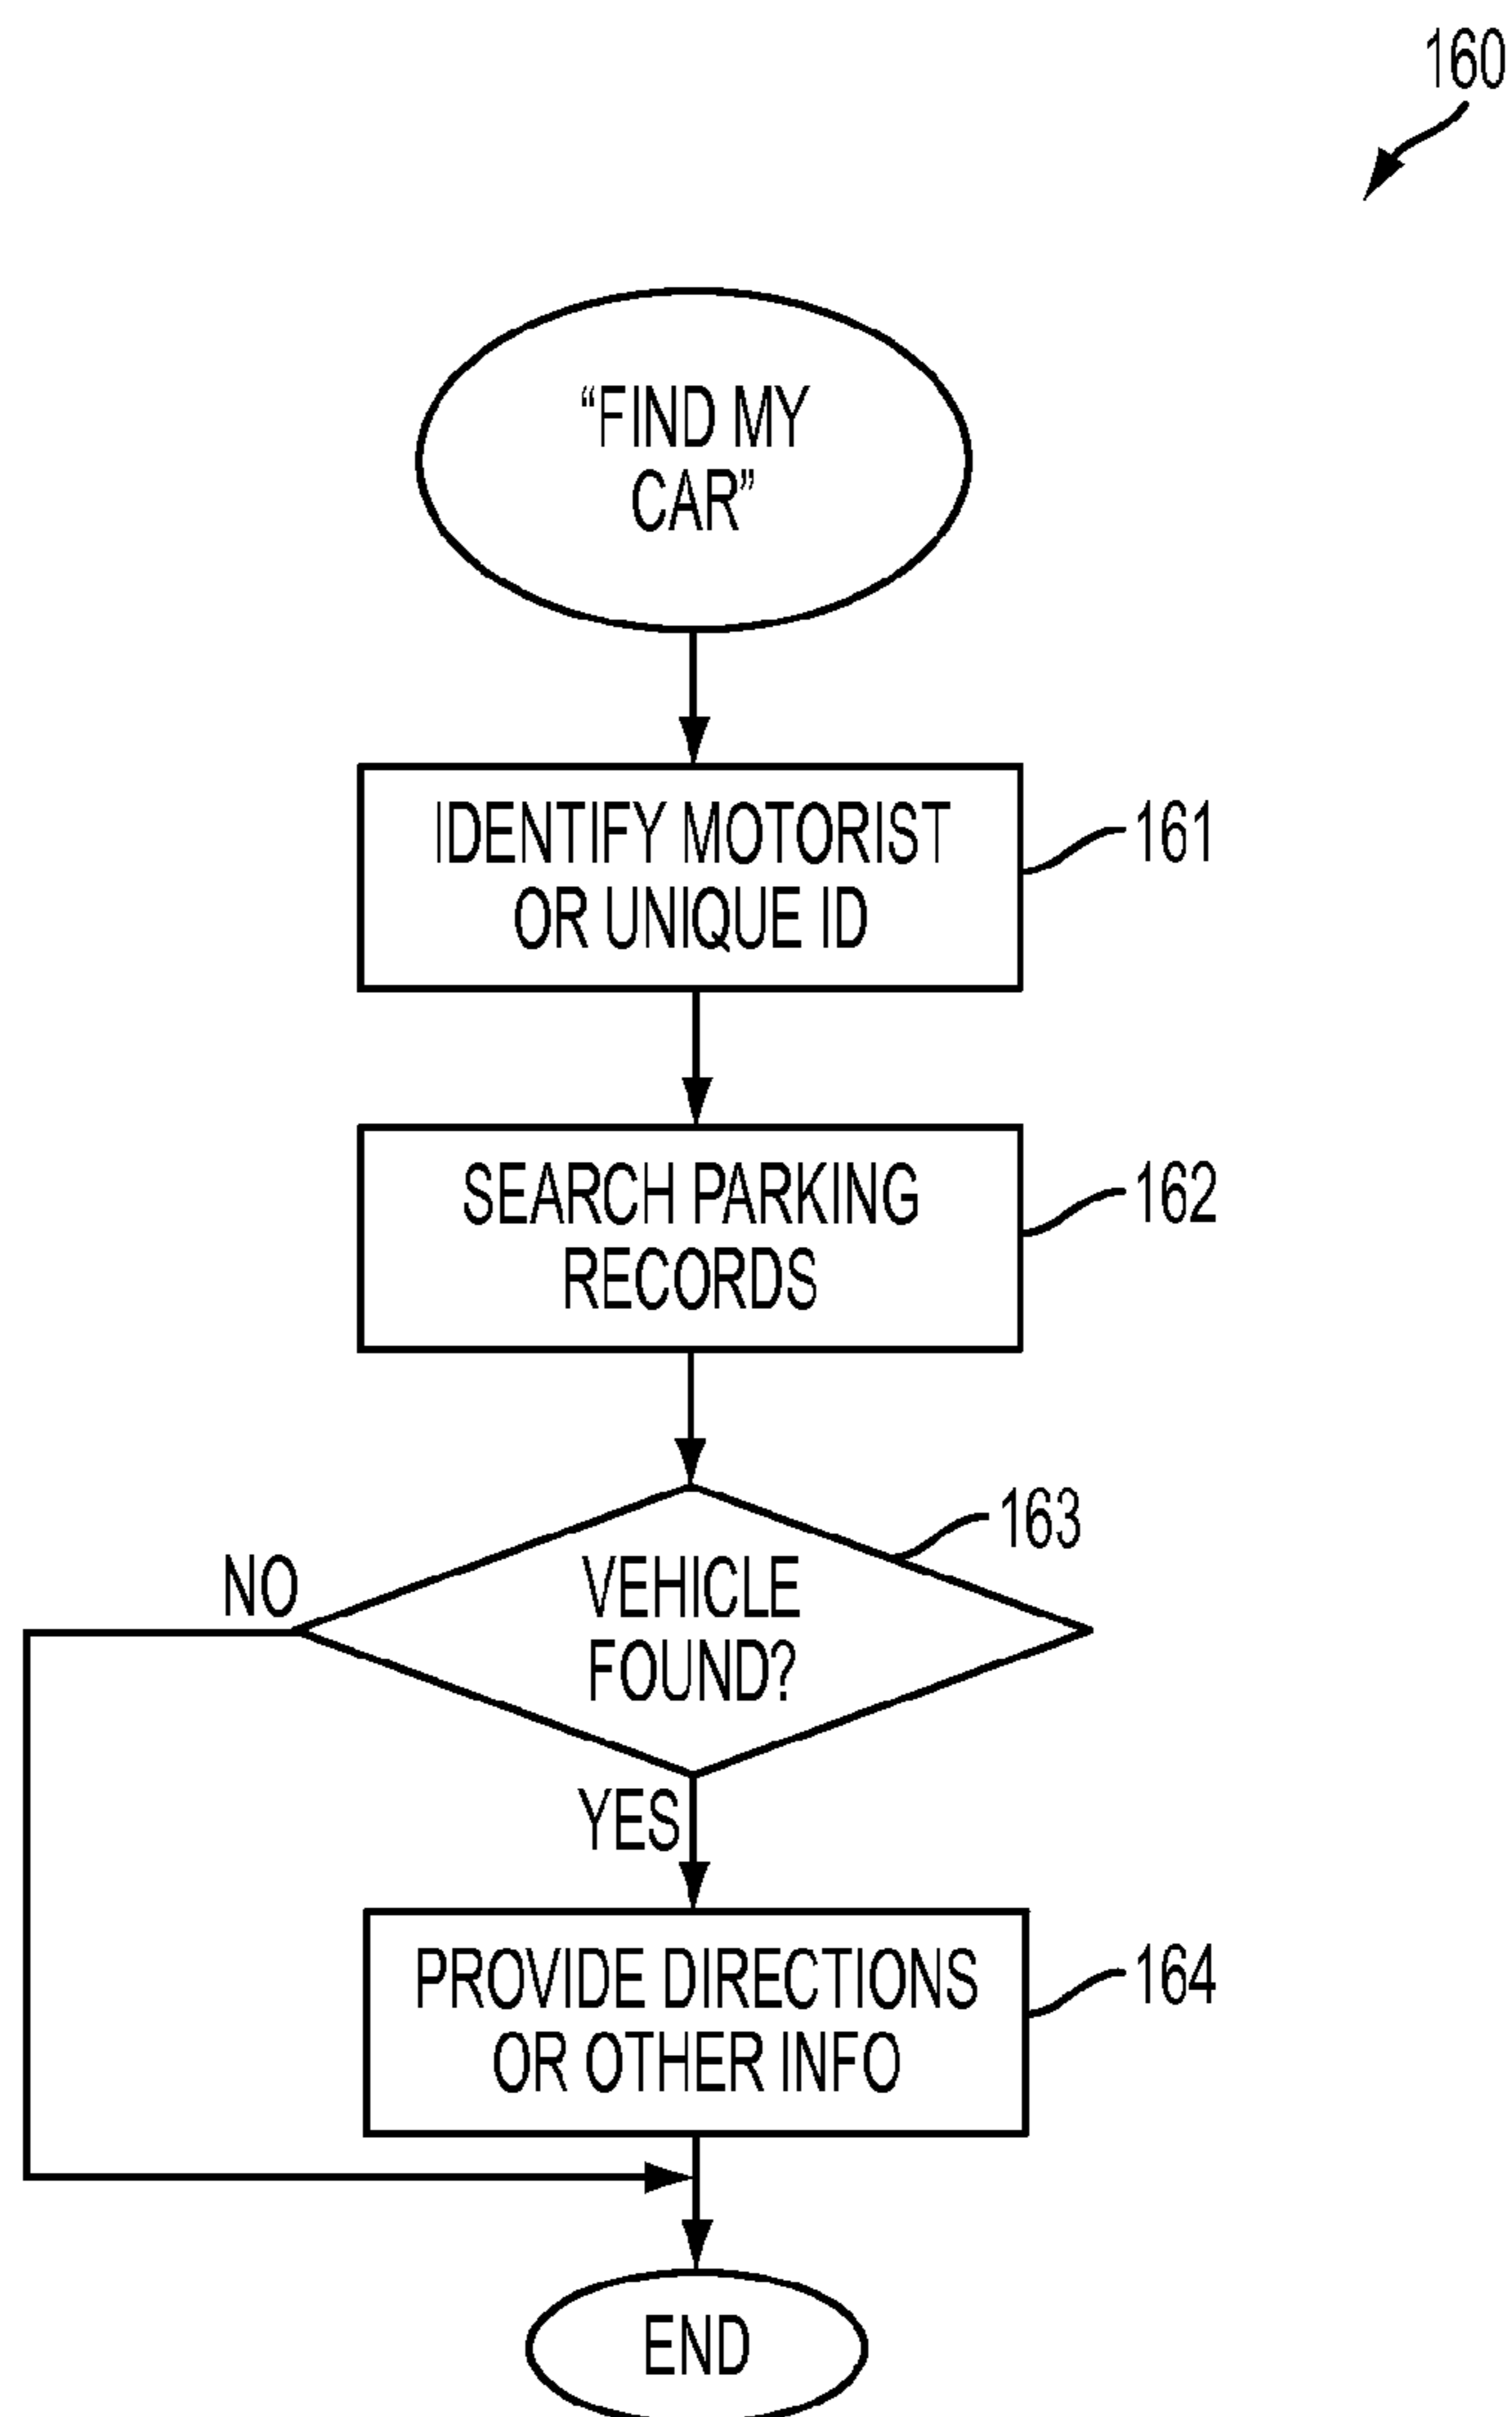 160
“FIND MY
CAR”
IDENTIFY MOTORIST
OR UNIQUE ID
161
SEARCH PARKING
RECORDS
162
163
NO
VEHICLE
FOUND?
YES
PROVIDE DIRECTIONS
OR OTHER INFO
164
END